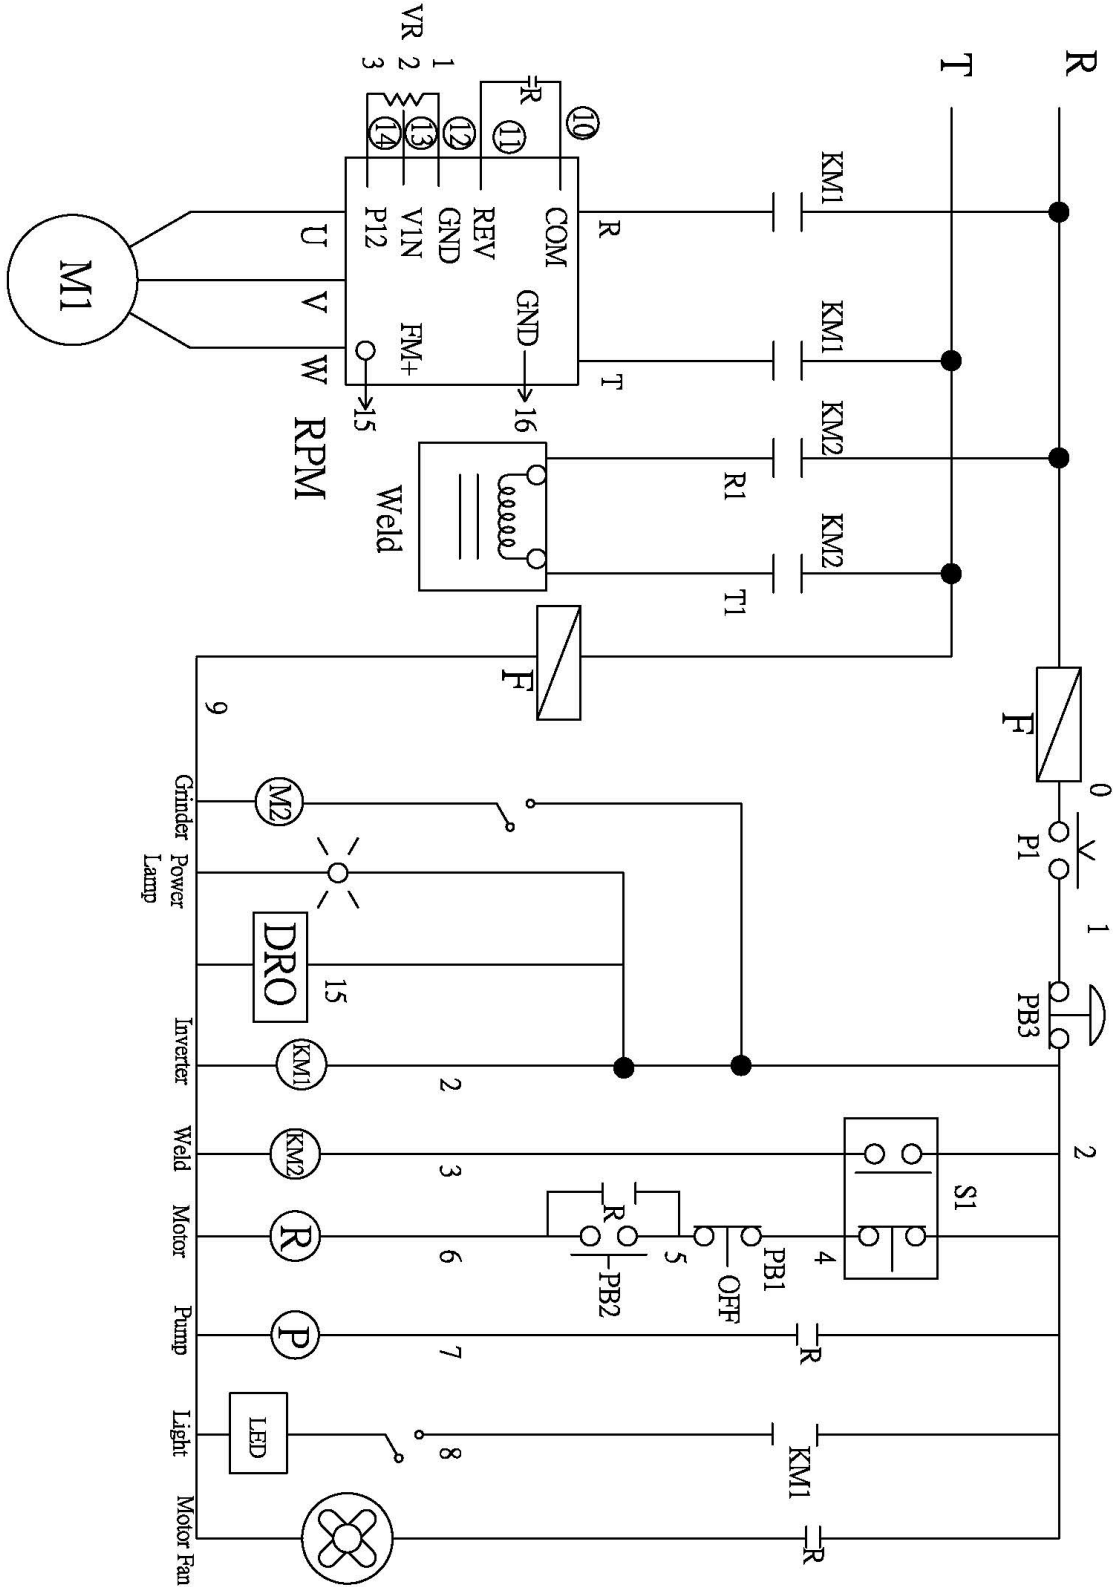 R
T
KM1
KM1
KM2
KM2
R
T
R1
T1
10
11
12
13
14
R
VR
1
2
3
COM
REV
GND
V1N
P12
GND
FM+
16
15
RPM
U
V
W
M1
Weld
F
F
0
P1
1
PB3
2
9
M2
Grinder
Power
Lamp
DRO
15
KM1
2
Inverter
S1
3
KM2
Weld
4
PB1
OFF
5
R
PB2
6
R
Motor
R
7
P
Pump
KM1
8
LED
Light
R
Motor Fan